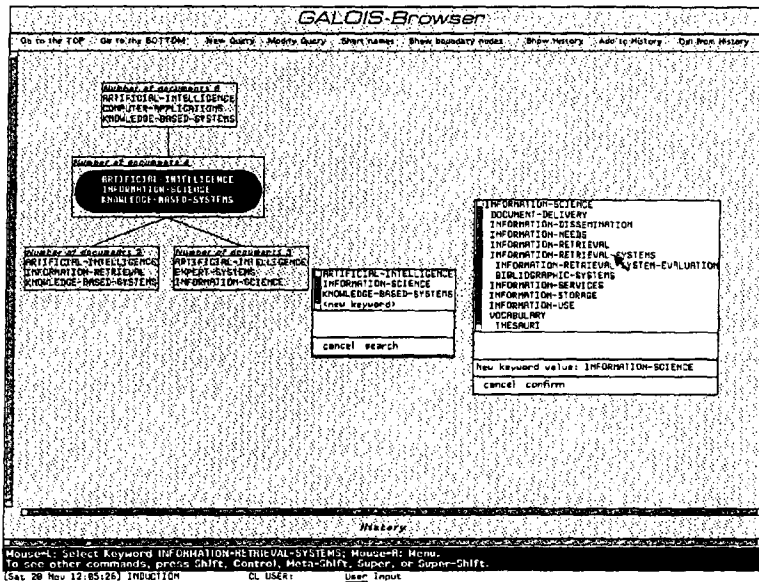 GALOIS-Browser
Go to the TOP Go to the BOTTOM New Query Modify Query Short names Show boundary nodes Show History Add to History Del from History
Number of documents
ARTIFICIAL-INTELLIGENCE
COMPUTER-APPLICATIONS
KNOWLEDGE-BASED-SYSTEMS
Number of documents 4
ARTIFICIAL-INTELLIGENCE
INFORMATION-SCIENCE
KNOWLEDGE-BASED-SYSTEMS
Number of documents
ARTIFICIAL-INTELLIGENCE
INFORMATION-RETRIEVAL
KNOWLEDGE-BASED-SYSTEMS
Number of documents
ARTIFICIAL-INTELLIGENCE
EXPERT-SYSTEMS
INFORMATION-SCIENCE
ARTIFICIAL-INTELLIGENCE
INFORMATION-SCIENCE
KNOWLEDGE-BASED-SYSTEMS
(new keyword)
cancel search
INFORMATION-SCIENCE
DOCUMENT-DELIVERY
INFORMATION-DISSEMINATION
INFORMATION-NEEDS
INFORMATION-RETRIEVAL
INFORMATION-RETRIEVAL-SYSTEMS
INFORMATION-RETRIEVAL SYSTEM-EVALUATION
BIBLIOGRAPHIC-SYSTEMS
INFORMATION-SERVICES
INFORMATION-STORAGE
INFORMATION-USE
VOCABULARY
THESAURI
New keyword value: INFORMATION-SCIENCE
cancel confirm
History
Mouse-L: Select Keyword INFORMATION-RETRIEVAL-SYSTEMS; Mouse-R: Menu.
To see other commands, press Shift, Control, Meta-Shift, Super, or Super-Shift.
[Sat 28 Nov 12:05:26] INDUCTION CL USER: User Input